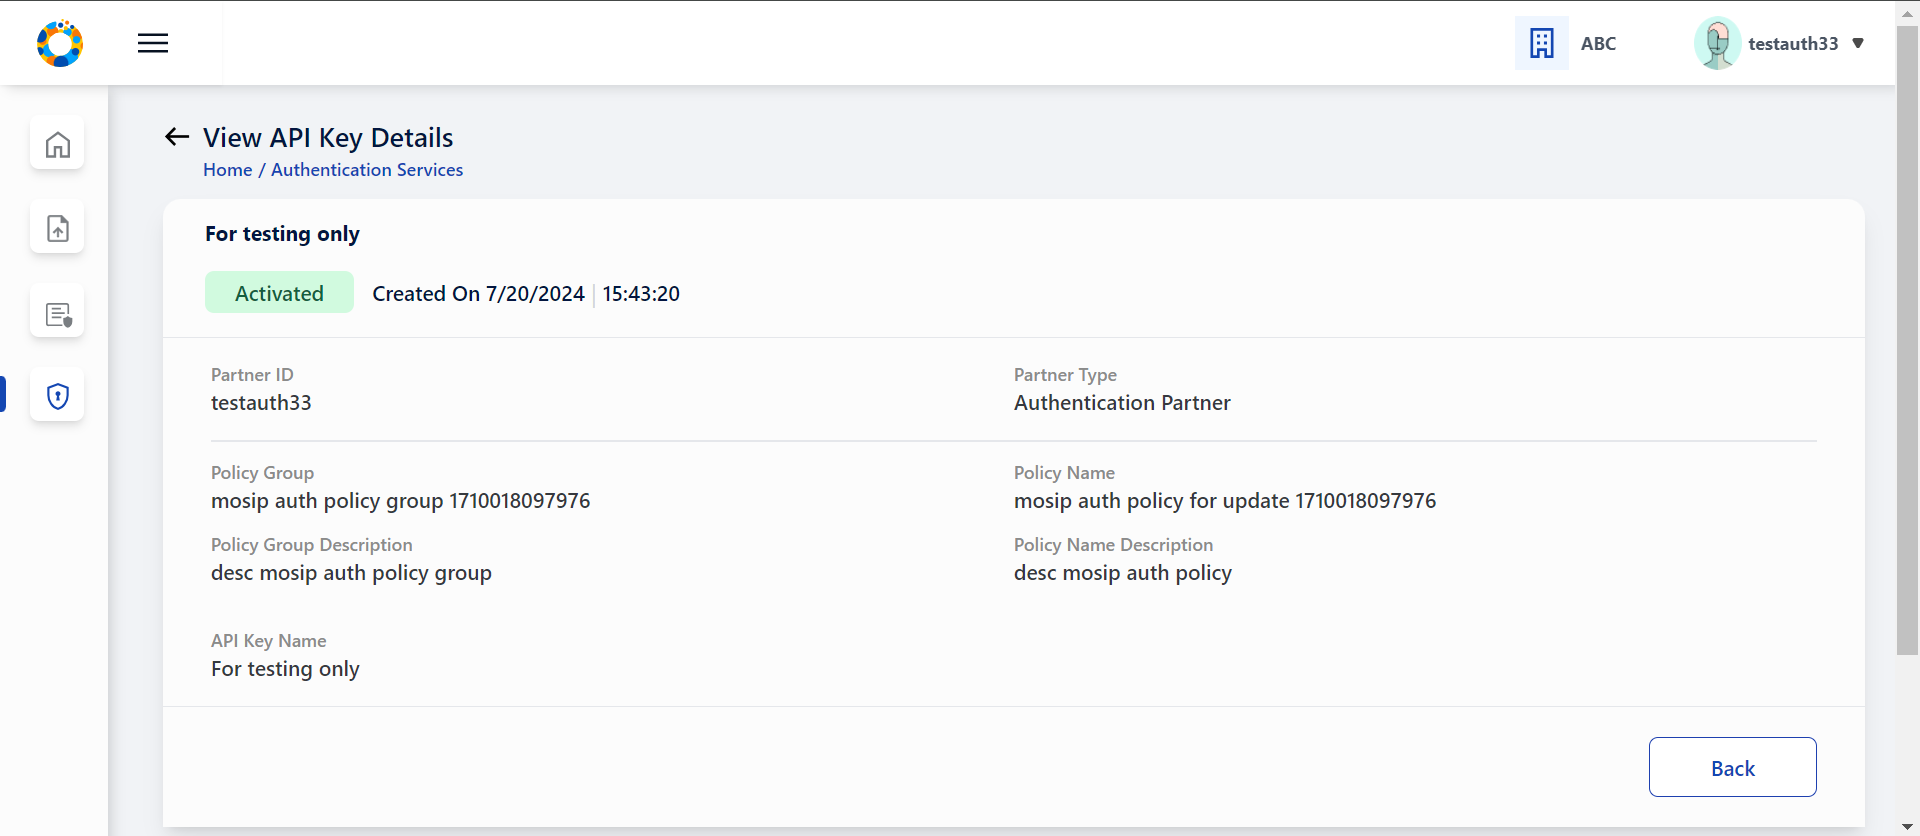 ABC
testauth33
View API Key Details
Home / Authentication Services
For testing only
Activated
Created On 7/20/2024 | 15:43:20
Partner ID
testauth33
Partner Type
Authentication Partner
Policy Group
mosip auth policy group 1710018097976
Policy Name
mosip auth policy for update 1710018097976
Policy Group Description
desc mosip auth policy group
Policy Name Description
desc mosip auth policy
API Key Name
For testing only
Back